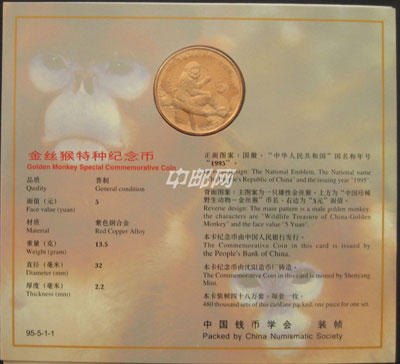 金丝猴特种纪念币
Golden Monkey Special Commemorative Coin
品质 普制
Quality General condition
面值（元） 5
Face value (yuan)
材质 紫色铜合金
Material Red Copper Alloy
重量（克） 13.5
Weight (gram)
直径（毫米） 32
Diameter (mm)
厚度（毫米） 2.2
Thickness (mm)
95-5-1-1
正面图案：国徽，“中华人民共和国”国名和年号
“1995”。
design: The National Emblem, The National name
Republic of China" and the issuing year "1995".
背面图案：主图案为一只雌性金丝猴，上方为“中国珍稀
野生动物－金丝猴”币名，右边为“5元”面值。
Reverse design: The mase pattern is a male golden monkey,
the characters are "Wildlife Treasure of China-Golden
Monkey" and the face value "5 Yuan".
本卡纪念币由中国人民银行发行。
The Commemorative Coin in this card is issued by
the People's Bank of China.
本卡纪念币由沈阳造币厂铸造。
The Commemorative Coin in this card is minted by Shenyang
Mint.
本卡装帧四十八万套，每套一枚。
480 thousand sets of this card are packed, one piece for one set.
中国钱币学会 装帧
Packed by China Numismatic Society
中邮网